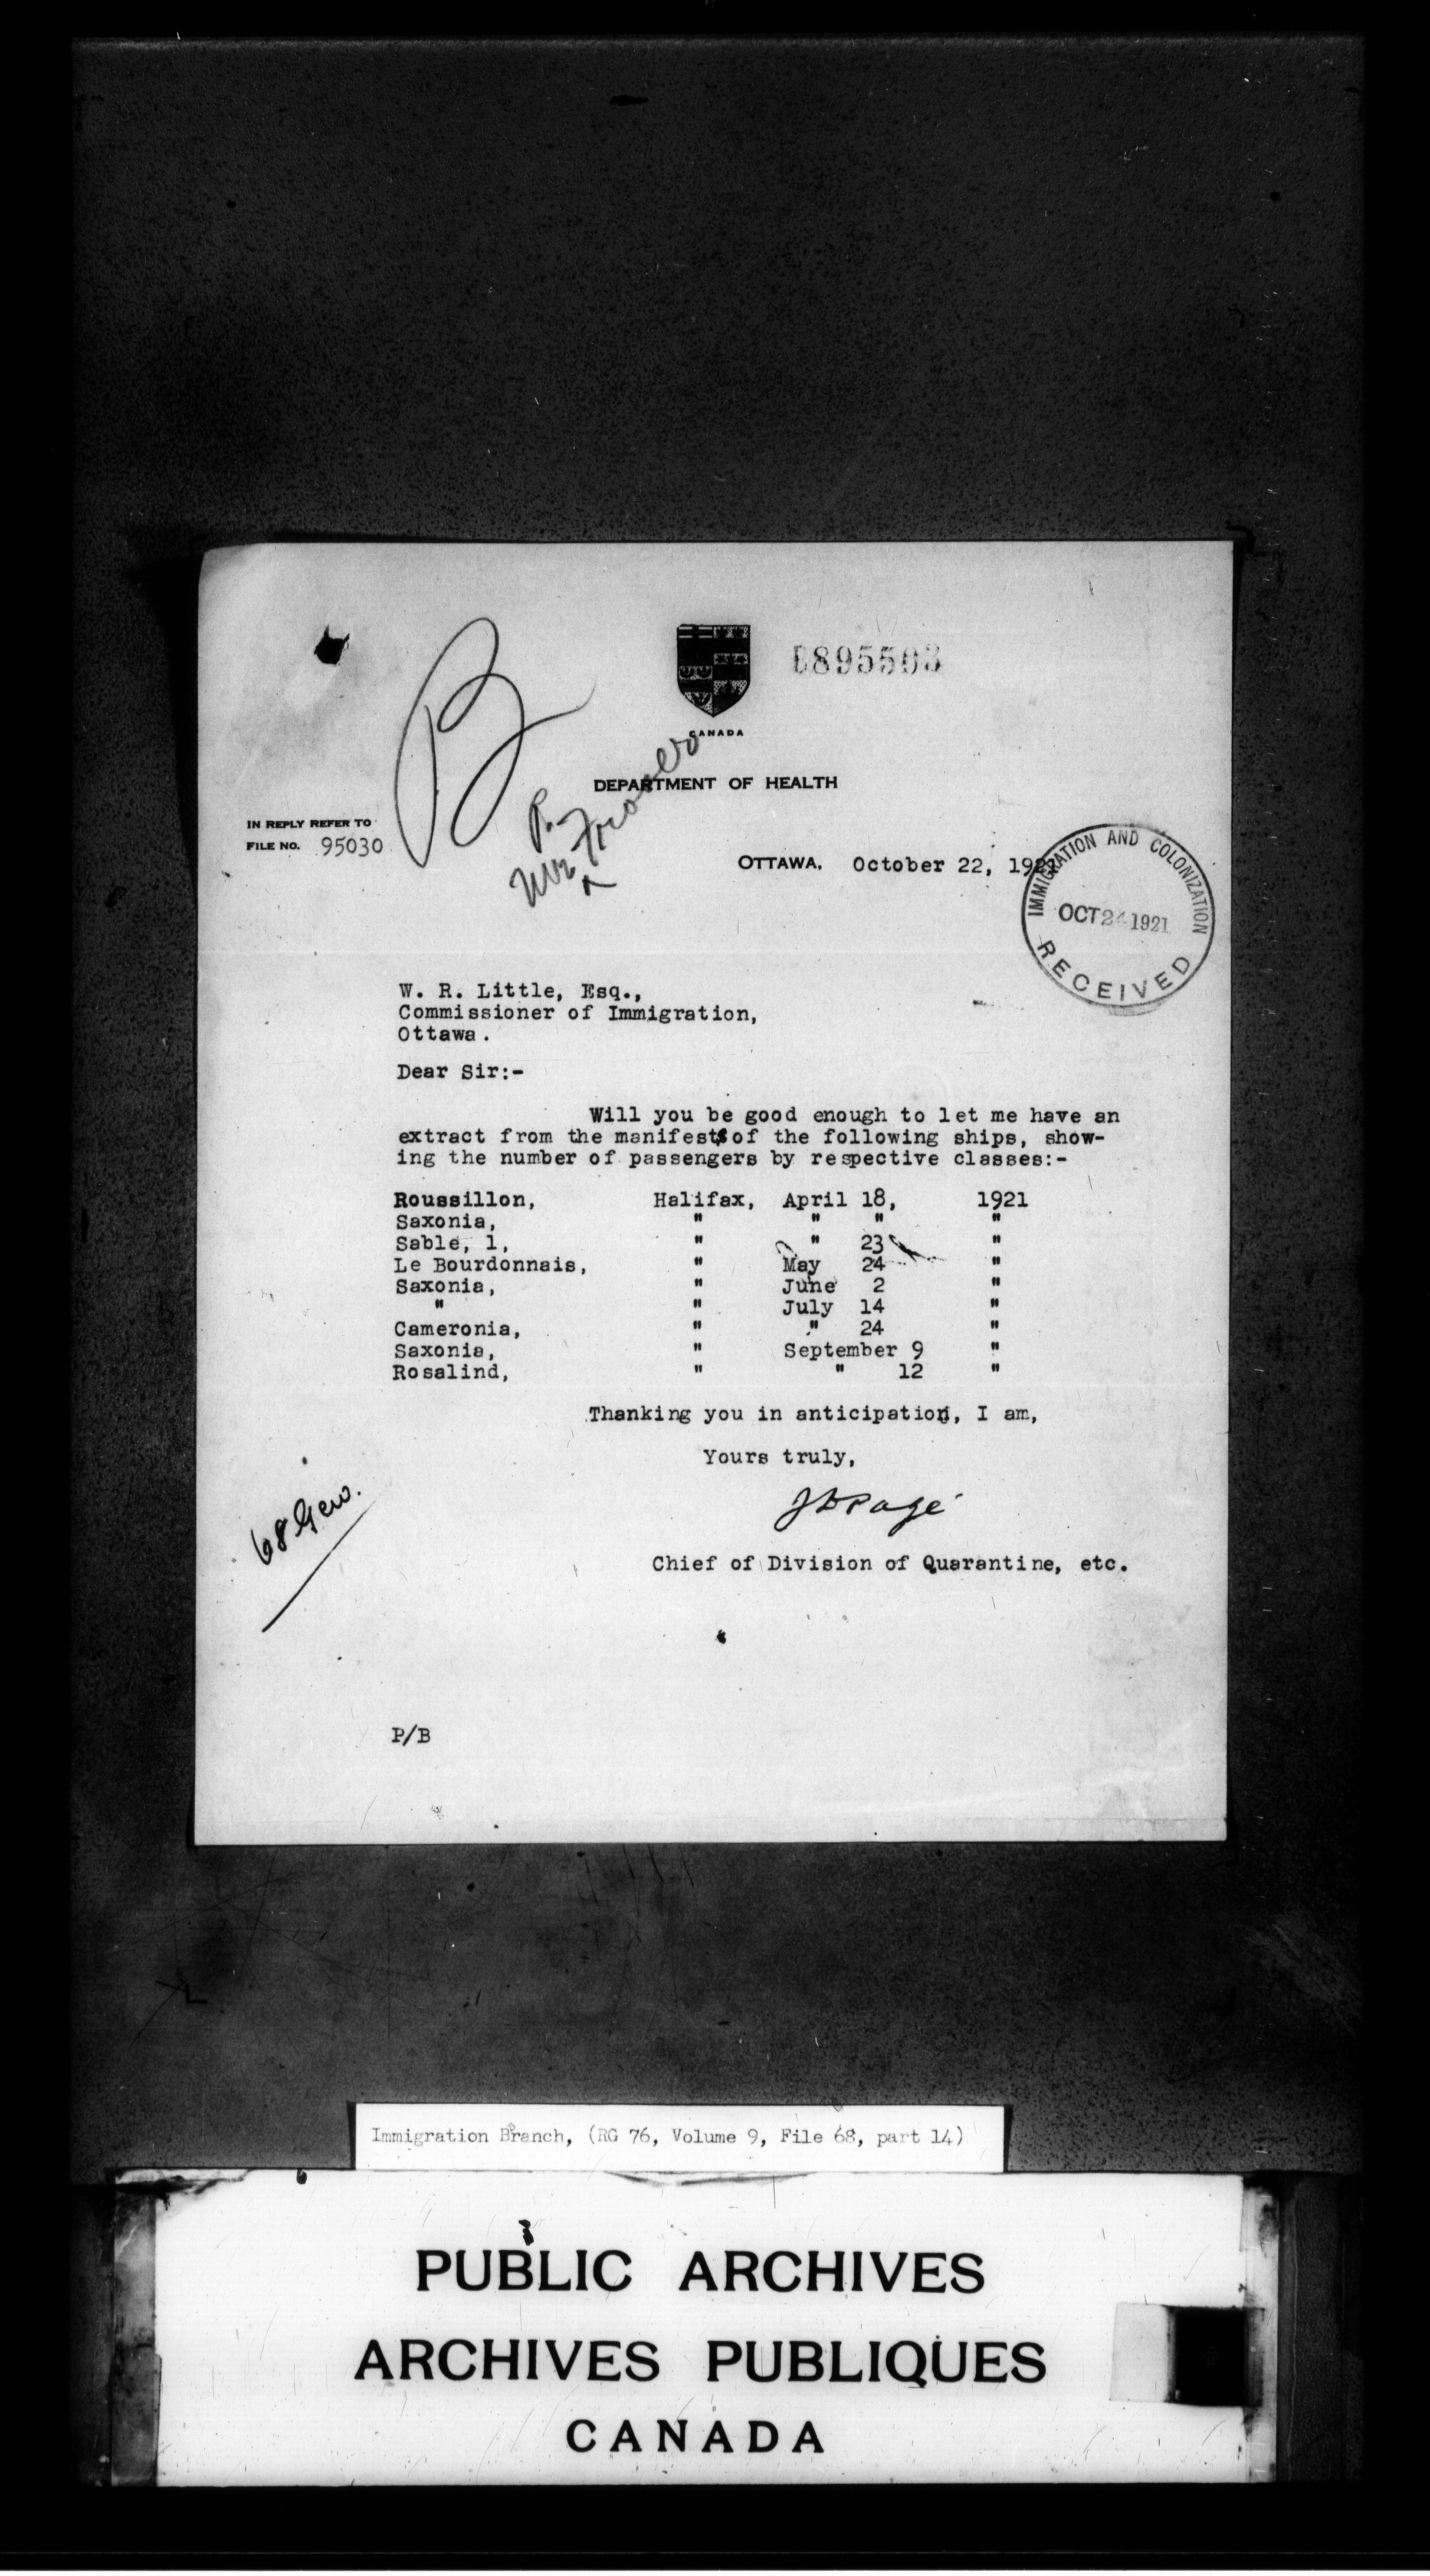 B895503
CANADA
DEPARTMENT OF HEALTH
B
P.
Mr
IN REPLY REFER TO
FILE NO. 95030
OTTAWA. October 22, 1921
IMMIGRATION AND COLONIZATION
OCT 24 1921
RECEIVED
W. R. Little, Esq.,
Commissioner of Immigration,
Ottawa.
Dear Sir:-
Will you be good enough to let me have an
extract from the manifests of the following ships, show-
ing the number of passengers by respective classes:-
Roussillon, Halifax, April 18, 1921
Saxonia, " " " "
Sable, 1, " " 23 "
Le Bourdonnais, " May 24 "
Saxonia, " June 2 "
" " July 14 "
Cameronia, " " 24 "
Saxonia, " September 9 "
Rosalind, " " 12 "
Thanking you in anticipation, I am,
Yours truly,
JDPagé
Chief of Division of Quarantine, etc.
68 Gen.
P/B
Immigration Branch, (RG 76, Volume 9, File 68, part 14)
PUBLIC ARCHIVES
ARCHIVES PUBLIQUES
CANADA